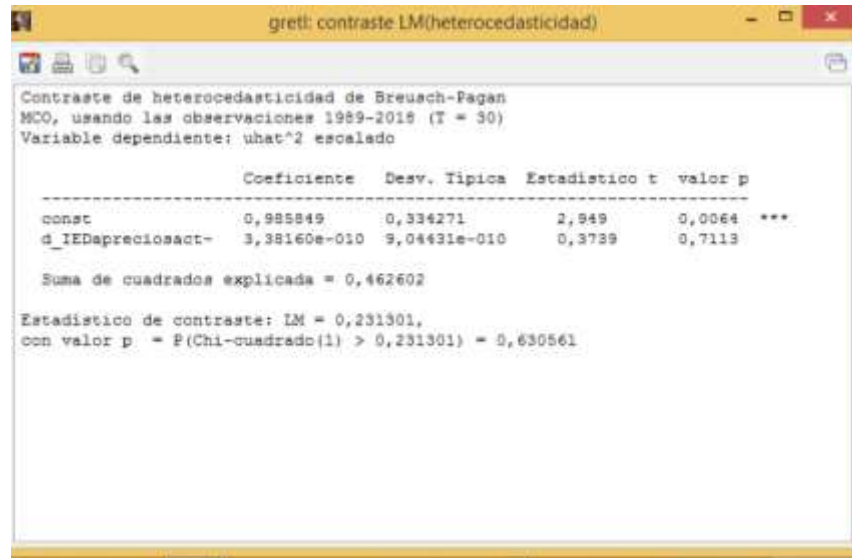 gretl: contraste LM(heterocedasticidad)
Contraste de heterocedasticidad de Breusch-Pagan
MCO, usando las observaciones 1989-2018 (T = 30)
Variable dependiente: uhat^2 escalado
Coeficiente Desv. Típica Estadístico t valor p
const 0,985849 0,334271 2,949 0,0064 ***
d_IEDapreciosact~ 3,38160e-010 9,04431e-010 0,3739 0,7113
Suma de cuadrados explicada = 0,462602
Estadístico de contraste: LM = 0,231301,
con valor p = P(Chi-cuadrado(1) > 0,231301) = 0,630561